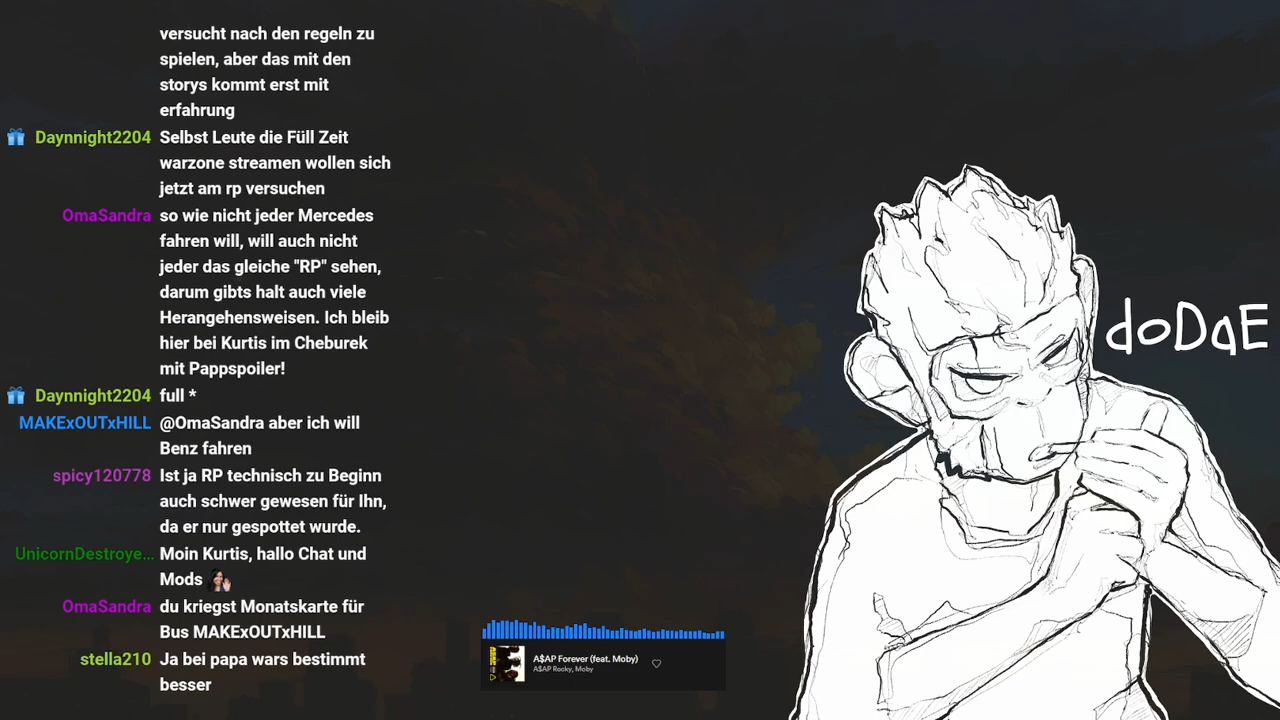 versucht nach den regeln zu
spielen, aber das mit den
storys kommt erst mit
erfahrung
Daynnight2204 Selbst Leute die Füll Zeit
warzone streamen wollen sich
jetzt am rp versuchen
OmaSandra so wie nicht jeder Mercedes
fahren will, will auch nicht
jeder das gleiche "RP" sehen,
darum gibts halt auch viele
Herangehensweisen. Ich bleib
hier bei Kurtis im Cheburek
mit Pappspoiler!
Daynnight2204 full *
MAKExOUTxHILL @OmaSandra aber ich will
Benz fahren
spicy120778 Ist ja RP technisch zu Beginn
auch schwer gewesen für Ihn,
da er nur gespottet wurde.
UnicornDestroye... Moin Kurtis, hallo Chat und
Mods
OmaSandra du kriegst Monatskarte für
Bus MAKExOUTxHILL
stella210 Ja bei papa wars bestimmt
besser
doDaE
A$AP Forever (feat. Moby)
A$AP Rocky, Moby